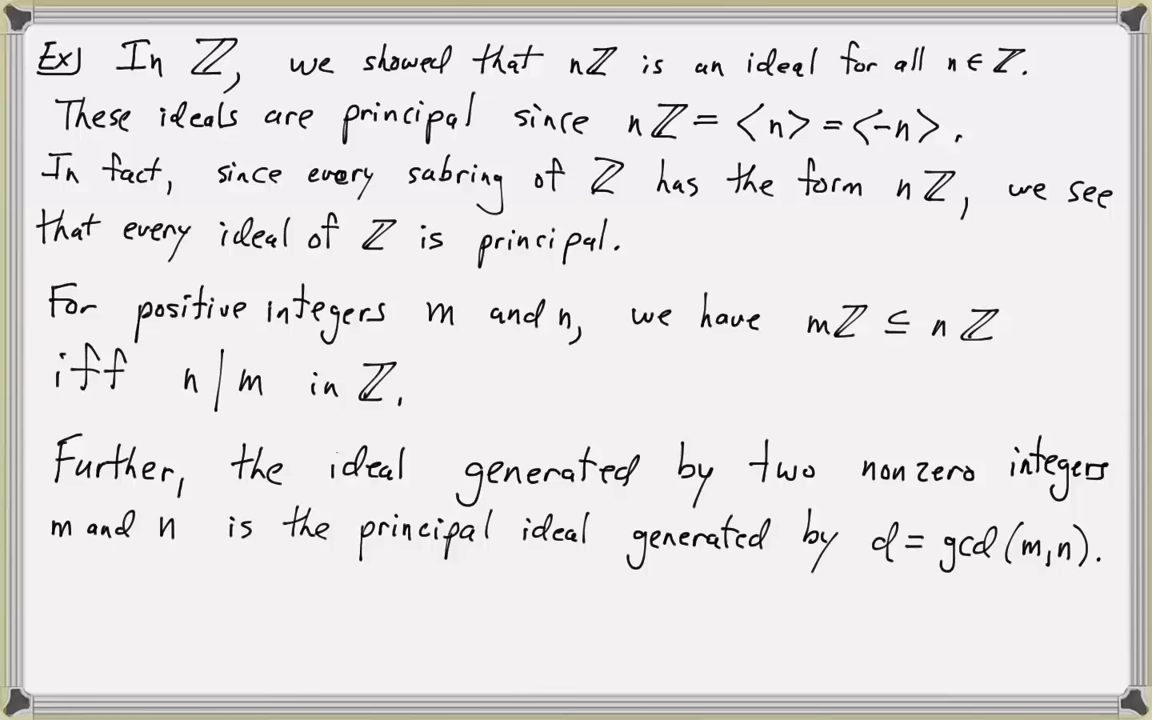 Ex) In ℤ, we showed that nℤ is an ideal for all n ∈ ℤ.
These ideals are principal since nℤ = <n> = <-n>.
In fact, since every subring of ℤ has the form nℤ, we see
that every ideal of ℤ is principal.
For positive integers m and n, we have mℤ ⊆ nℤ
iff n | m in ℤ.
Further, the ideal generated by two nonzero integers
m and n is the principal ideal generated by d = gcd(m,n).